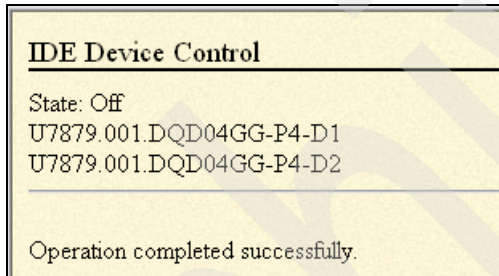 IDE Device Control
State: Off
U7879.001.DQD04GG-P4-D1
U7879.001.DQD04GG-P4-D2
Operation completed successfully.